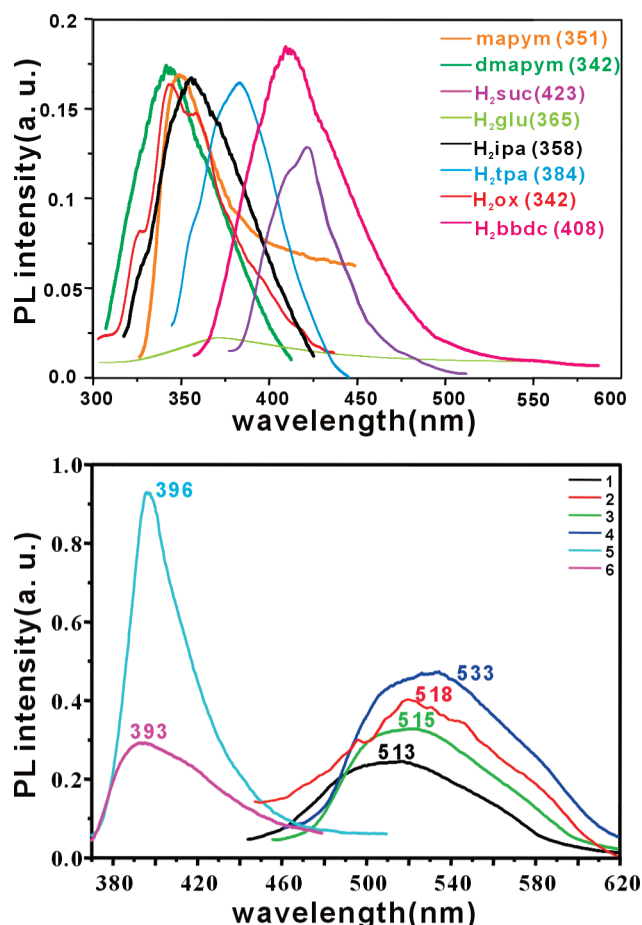 PL intensity(a. u.)
0.20
0.15
0.1
0.05
0.0
mapym (351)
dmapym (342)
H₂suc(423)
H₂glu(365)
H₂ipa (358)
H₂tpa (384)
H₂ox (342)
H₂bbdc (408)
300 350 400 450 500 550 600
wavelength(nm)
PL intensity(a. u.)
1.0
0.8
0.6
0.4
0.2
0.0
396
393
533
518
515
513
1
2
3
4
5
6
380 420 460 500 540 580 620
370
wavelength(nm)